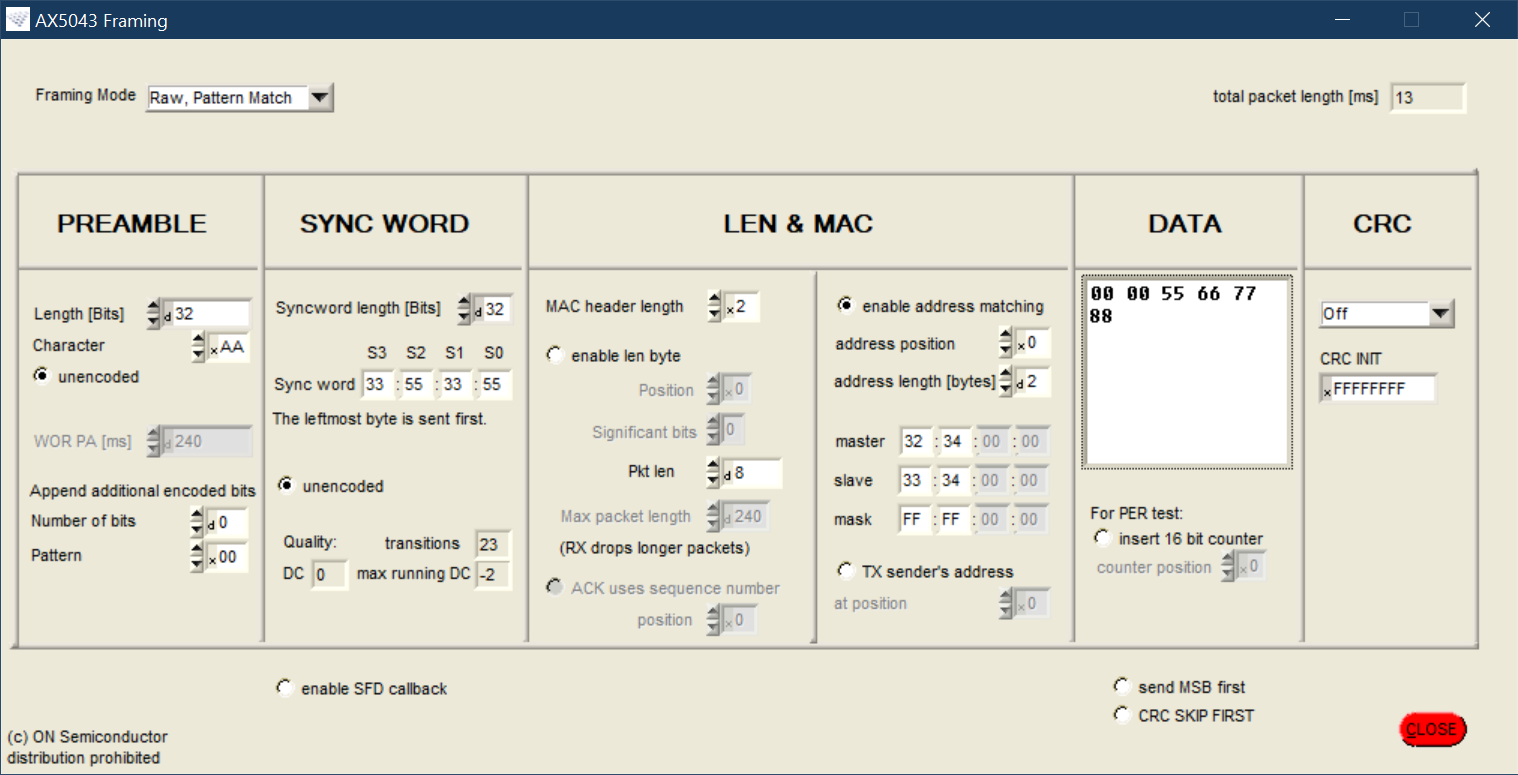 AX5043 Framing
Framing Mode Raw, Pattern Match
total packet length [ms] 13
PREAMBLE
Length [Bits] d 32
Character x AA
unencoded
WOR PA [ms] d 240
Append additional encoded bits
Number of bits d 0
Pattern x 00
SYNC WORD
Syncword length [Bits] d 32
S3 S2 S1 S0
Sync word 33 : 55 : 33 : 55
The leftmost byte is sent first.
unencoded
Quality: transitions 23
DC 0 max running DC -2
LEN & MAC
MAC header length x 2
enable len byte
Position x 0
Significant bits 0
Pkt len d 8
Max packet length d 240
(RX drops longer packets)
ACK uses sequence number
position x 0
enable address matching
address position x 0
address length [bytes] d 2
master 32 : 34 : 00 : 00
slave 33 : 34 : 00 : 00
mask FF : FF : 00 : 00
TX sender's address
at position x 0
DATA
00 00 55 66 77
88
For PER test:
insert 16 bit counter
counter position x 0
CRC
Off
CRC INIT
x FFFFFFFF
enable SFD callback
send MSB first
CRC SKIP FIRST
CLOSE
(c) ON Semiconductor
distribution prohibited